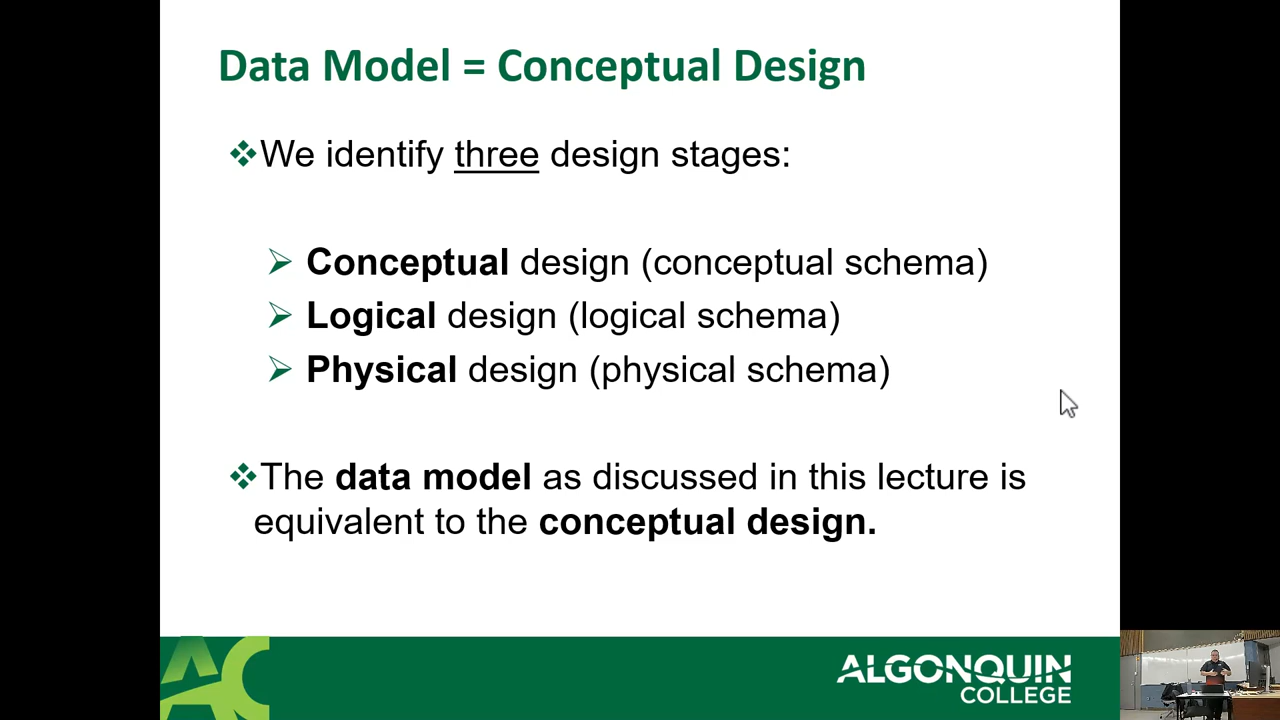 Data Model = Conceptual Design
❖We identify three design stages:
➢ Conceptual design (conceptual schema)
➢ Logical design (logical schema)
➢ Physical design (physical schema)
❖The data model as discussed in this lecture is
equivalent to the conceptual design.
AC
ALGONQUIN
COLLEGE